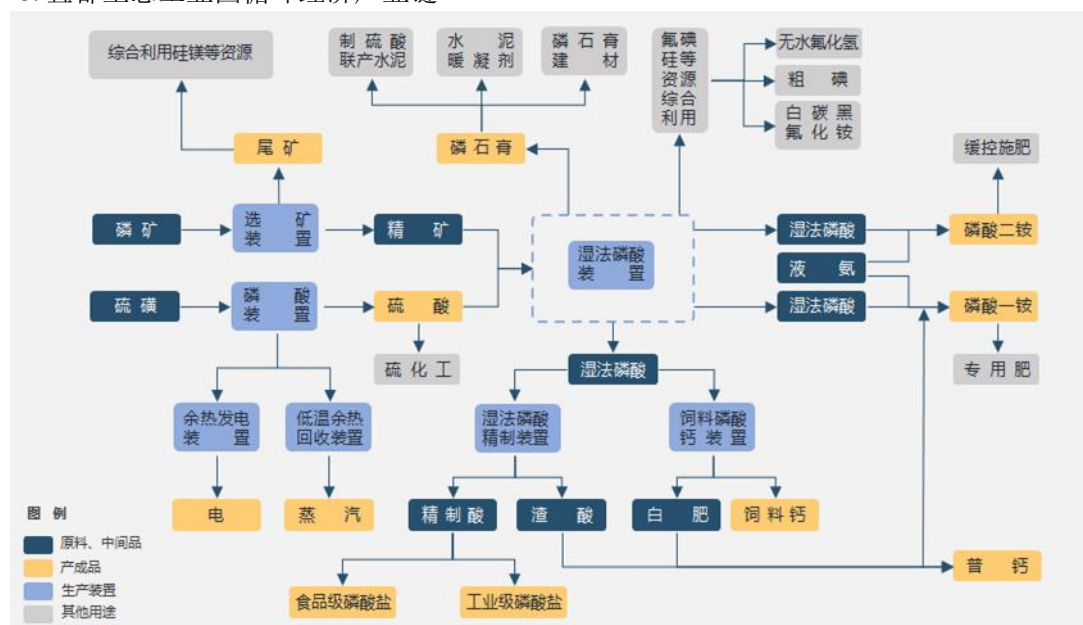 综合利用硅镁等资源
制硫酸
联产水泥
水泥
暖凝剂
磷石膏
建材
氟碘
硅等
资源
综合
利用
无水氟化氢
粗碘
白碳黑
氟化铵
尾矿
磷石膏
缓控施肥
磷矿
选矿
装置
精矿
湿法磷酸
装置
湿法磷酸
磷酸二铵
液氨
硫磺
磷酸
装置
硫酸
湿法磷酸
磷酸一铵
硫化工
湿法磷酸
专用肥
余热发电
装置
低温余热
回收装置
湿法磷酸
精制装置
饲料磷酸
钙装置
电
蒸汽
精制酸
渣酸
白肥
饲料钙
图例
原料、中间品
产成品
生产装置
其他用途
普钙
食品级磷酸盐
工业级磷酸盐